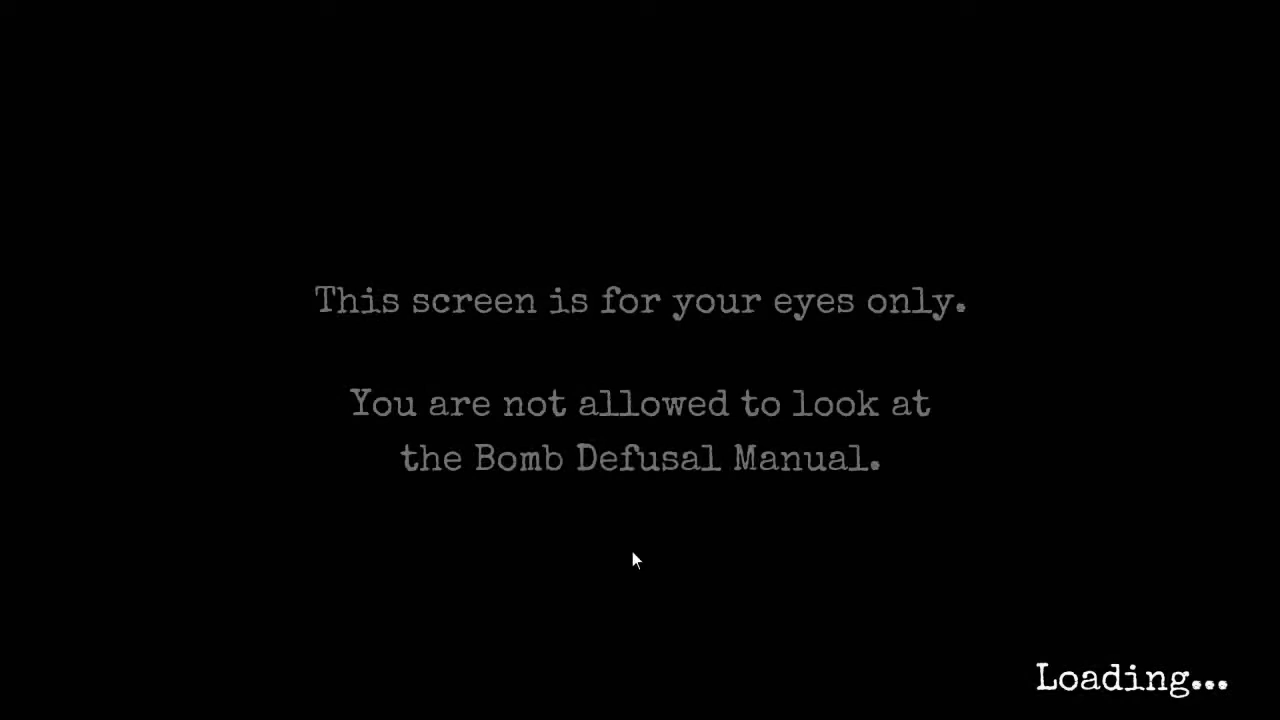 This screen is for your eyes only.
You are not allowed to look at
the Bomb Defusal Manual.
Loading...